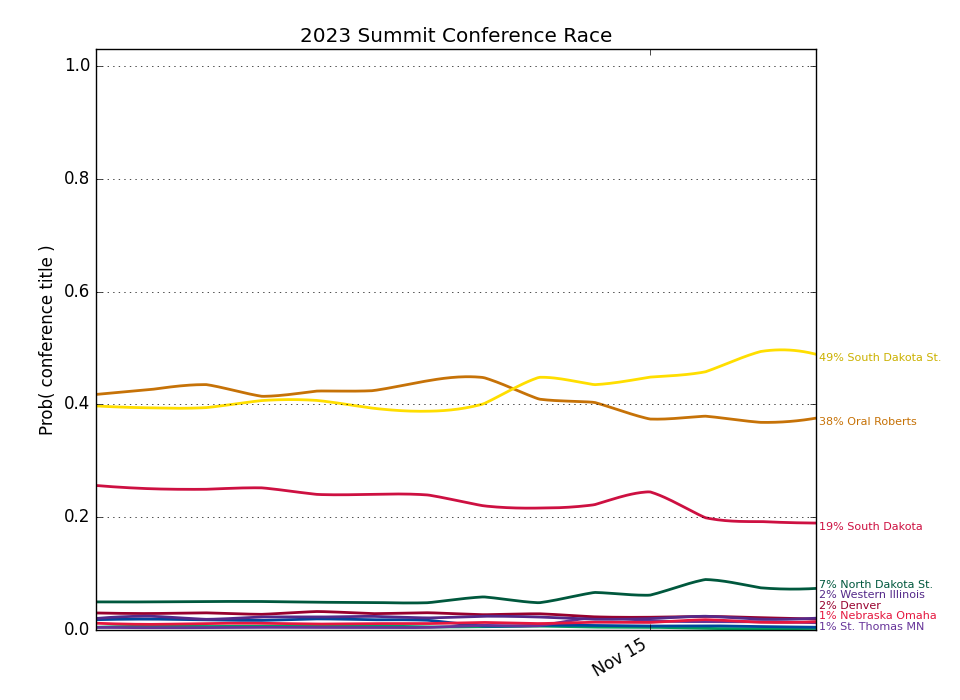 2023 Summit Conference Race
Prob( conference title )
1.0
0.8
0.6
0.4
0.2
0.0
Nov 15
49% South Dakota St.
38% Oral Roberts
19% South Dakota
7% North Dakota St.
2% Western Illinois
2% Denver
1% Nebraska Omaha
1% St. Thomas MN